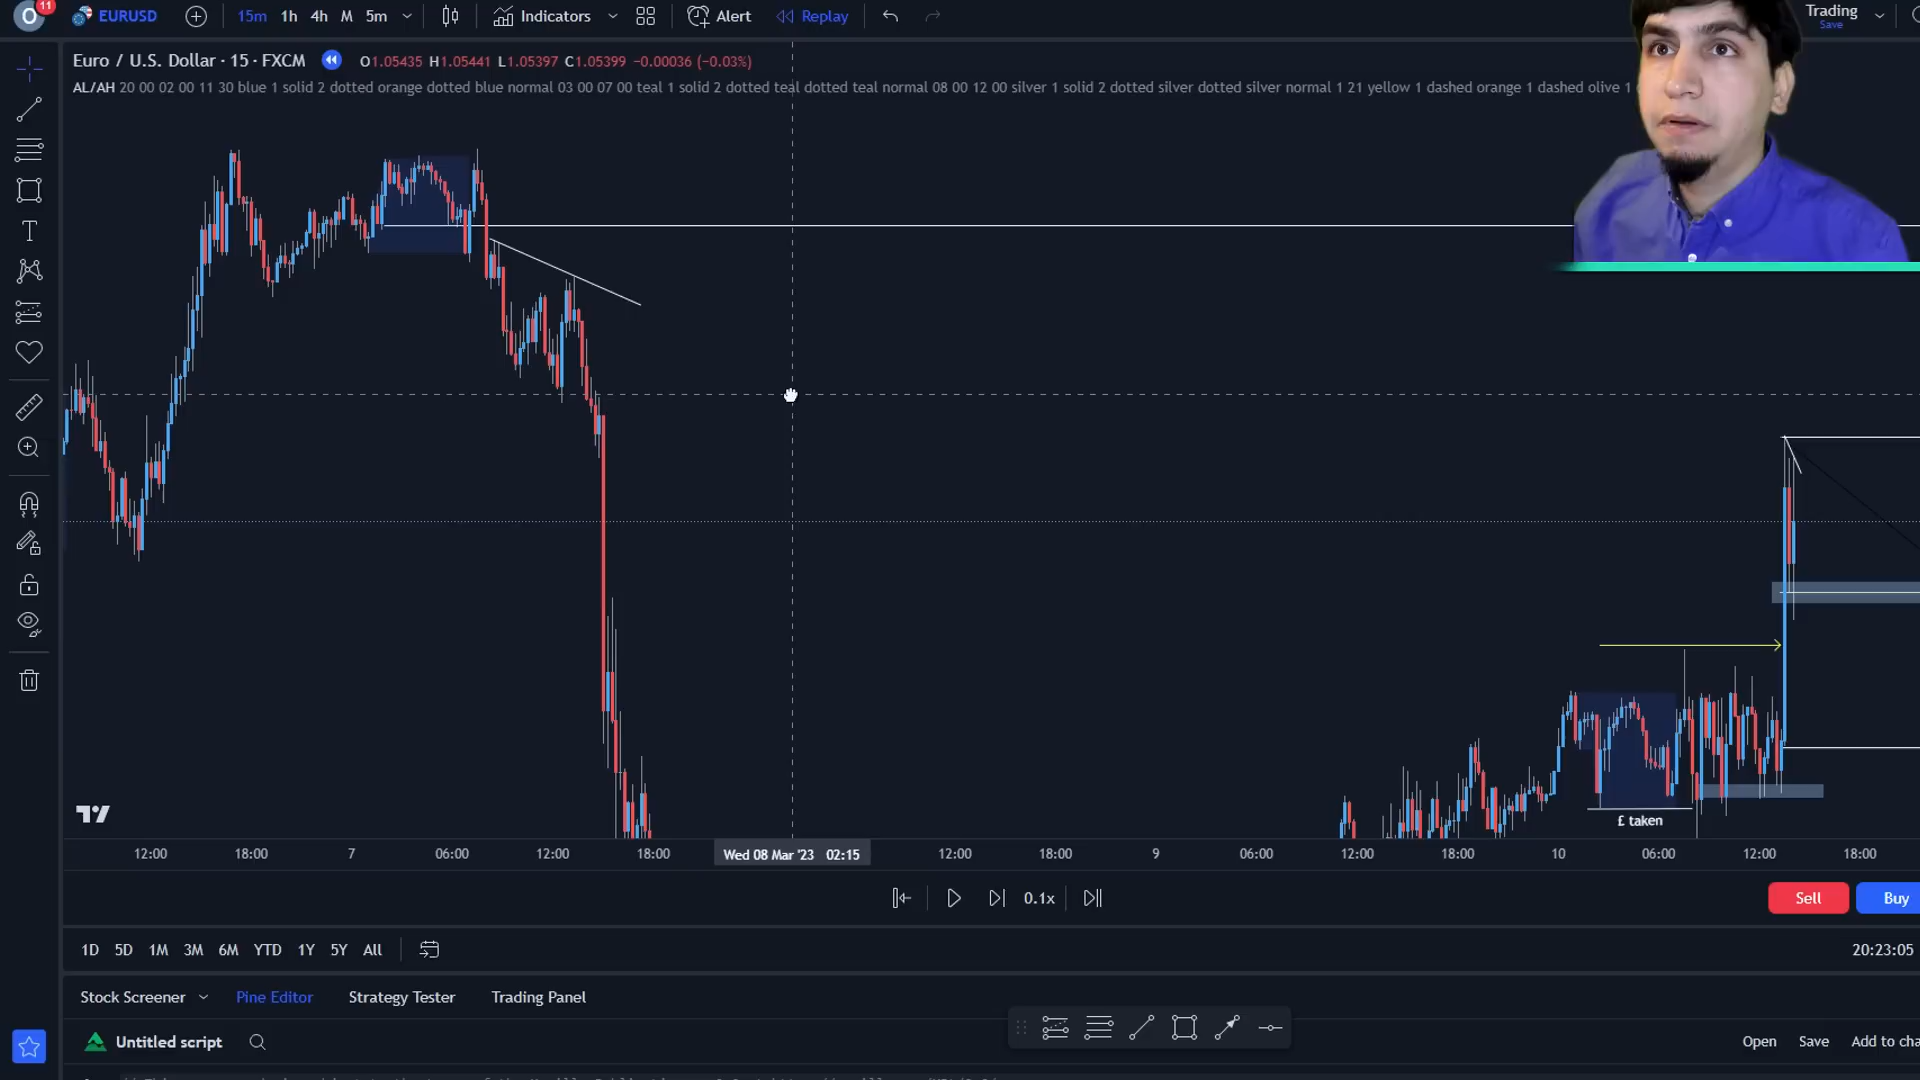 O 11 EURUSD 15m 1h 4h M 5m Indicators Alert Replay Trading
Save
Euro / U.S. Dollar · 15 · FXCM O1.05435 H1.05441 L1.05397 C1.05399 −0.00036 (−0.03%)
AL/AH 20 00 02 00 11 30 blue 1 solid 2 dotted orange dotted blue normal 03 00 07 00 teal 1 solid 2 dotted teal dotted teal normal 08 00 12 00 silver 1 solid 2 dotted silver dotted silver normal 1 21 yellow 1 dashed orange 1 dashed olive 1
£ taken
12:00 18:00 7 06:00 12:00 18:00 Wed 08 Mar '23 02:15 12:00 18:00 9 06:00 12:00 18:00 10 06:00 12:00 18:00
0.1x Sell Buy
1D 5D 1M 3M 6M YTD 1Y 5Y All 20:23:05
Stock Screener Pine Editor Strategy Tester Trading Panel
Untitled script Open Save Add to cha